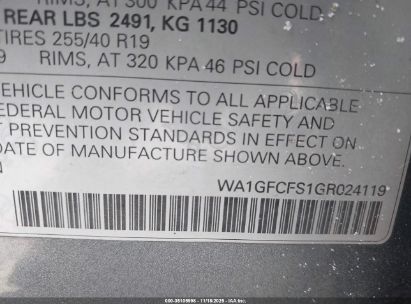 RIMS, AT 300 KPA 44 PSI COLD
REAR LBS 2491, KG 1130
TIRES 255/40 R19
9 RIMS, AT 320 KPA 46 PSI COLD
VEHICLE CONFORMS TO ALL APPLICABLE
FEDERAL MOTOR VEHICLE SAFETY AND
T PREVENTION STANDARDS IN EFFECT ON
DATE OF MANUFACTURE SHOWN ABOVE.
WA1GFCFS1GR024119